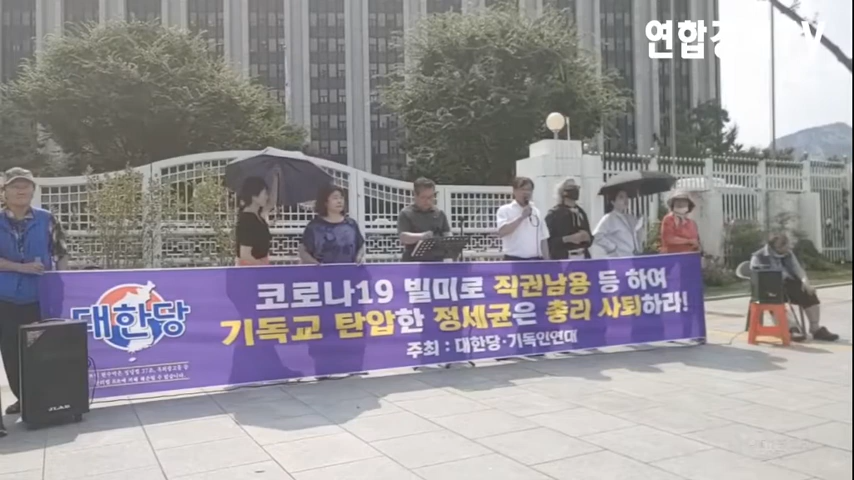 연합경 TV
코로나19 빌미로 직권남용 등 하여
대한당
기독교 탄압한 정세균은 총리 사퇴하라!
주최 : 대한당·기독인연대